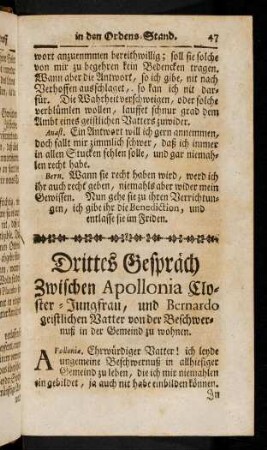 in den Ordens-Stand. 47
wort anzuenmmen bereithwillig; soll sie solche
von mir zu begehren kein Bedencken tragen.
Wann aber die Antwort, so ich gibe, nit nach
Verhoffen ausschlaget, so kan ich nit dar-
für. Die Wahrheit verschweigen, oder solche
verblümlen wollen, lauffet schnur grad dem
Ambt eines geistlichen Vatters zuwider.
Anast. Ein Antwort will ich gern annemmen,
doch fallt mir zimmlich schwer, daß ich immer
in allen Stucken fehlen solle, und gar niemah-
len recht habe.
Bern. Wann sie recht haben wird, werd ich
ihr auch recht geben, niemahls aber wider mein
Gewissen. Nun gehe sie zu ihren Verrichtun-
gen, ich gibe ihr die Benediction, und
entlasse sie im Friden.
Drittes Gespräch
Zwischen Apollonia Clo-
ster-Jungfrau, und Bernardo
geistlichen Vatter von der Beschwer-
nuß in der Gemeind zu wohnen.
Apollonia. Ehrwürdiger Vatter! ich leyde
ungemeine Beschwernuß in allhiesiger
Gemeind zu leben, die ich mir niemahlen
eingebildet, ja auch nit habe einbilden können.
In